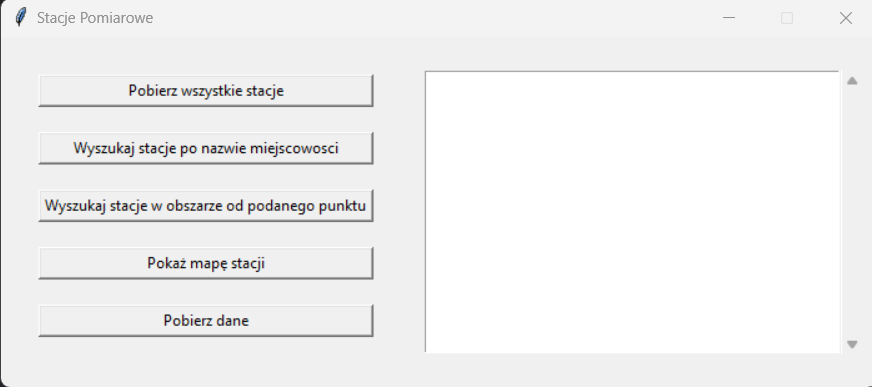 Stacje Pomiarowe
Pobierz wszystkie stacje
Wyszukaj stacje po nazwie miejscowosci
Wyszukaj stacje w obszarze od podanego punktu
Pokaż mapę stacji
Pobierz dane